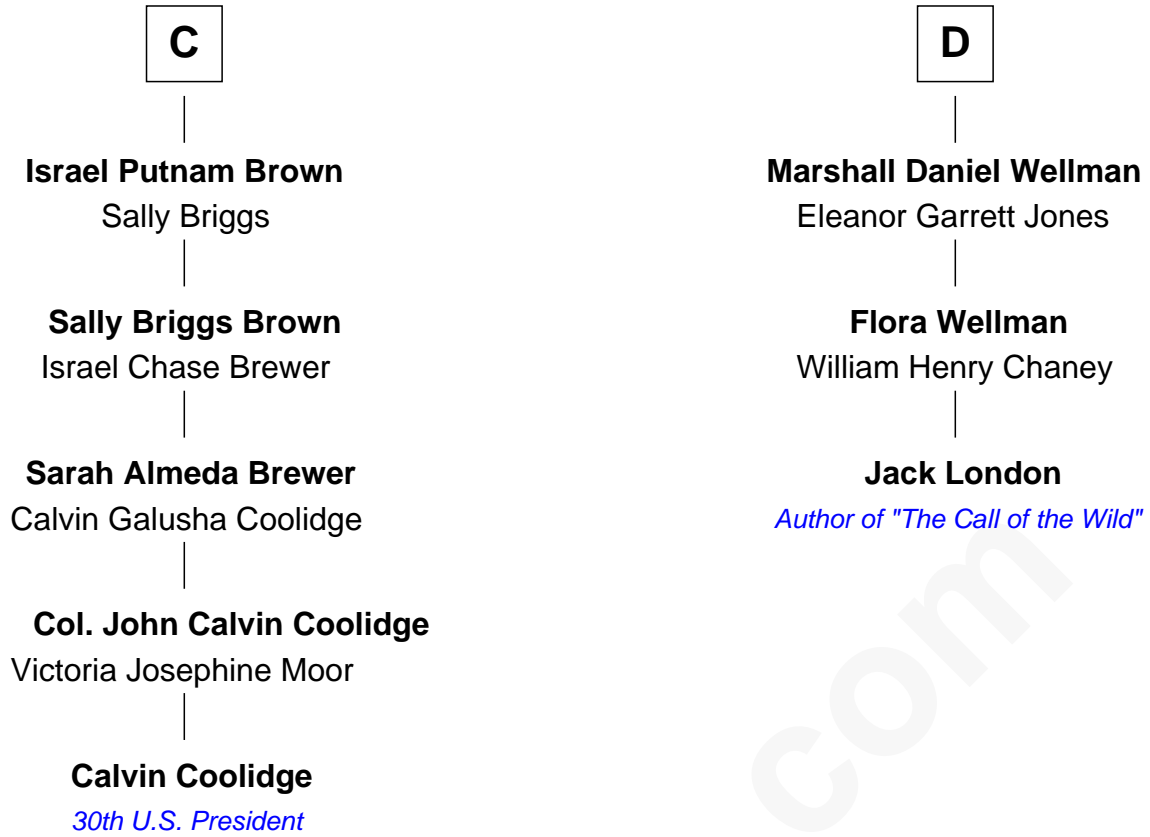 C
Israel Putnam Brown
Sally Briggs
Sally Briggs Brown
Israel Chase Brewer
Sarah Almeda Brewer
Calvin Galusha Coolidge
Col. John Calvin Coolidge
Victoria Josephine Moor
Calvin Coolidge
30th U.S. President
D
Marshall Daniel Wellman
Eleanor Garrett Jones
Flora Wellman
William Henry Chaney
Jack London
Author of "The Call of the Wild"
com